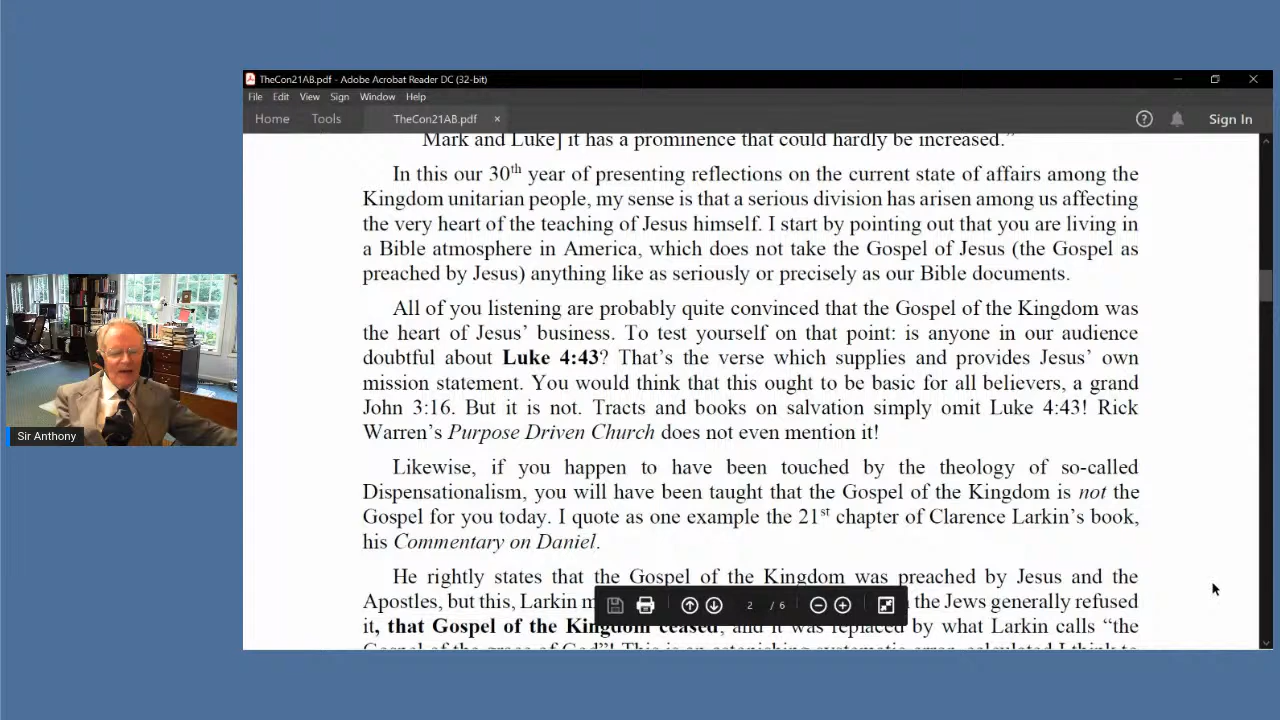 TheCon21AB.pdf - Adobe Acrobat Reader DC (32-bit)
File Edit View Sign Window Help
Home Tools TheCon21AB.pdf × Sign In
Mark and Luke] it has a prominence that could hardly be increased.”
In this our 30th year of presenting reflections on the current state of affairs among the
Kingdom unitarian people, my sense is that a serious division has arisen among us affecting
the very heart of the teaching of Jesus himself. I start by pointing out that you are living in
a Bible atmosphere in America, which does not take the Gospel of Jesus (the Gospel as
preached by Jesus) anything like as seriously or precisely as our Bible documents.
All of you listening are probably quite convinced that the Gospel of the Kingdom was
the heart of Jesus’ business. To test yourself on that point: is anyone in our audience
doubtful about Luke 4:43? That’s the verse which supplies and provides Jesus’ own
mission statement. You would think that this ought to be basic for all believers, a grand
John 3:16. But it is not. Tracts and books on salvation simply omit Luke 4:43! Rick
Warren’s Purpose Driven Church does not even mention it!
Likewise, if you happen to have been touched by the theology of so-called
Dispensationalism, you will have been taught that the Gospel of the Kingdom is not the
Gospel for you today. I quote as one example the 21st chapter of Clarence Larkin’s book,
his Commentary on Daniel.
He rightly states that the Gospel of the Kingdom was preached by Jesus and the
Apostles, but this, Larkin the Jews generally refused
it, that Gospel of the Kingdom ceased, and it was replaced by what Larkin calls “the
2 / 6
Sir Anthony